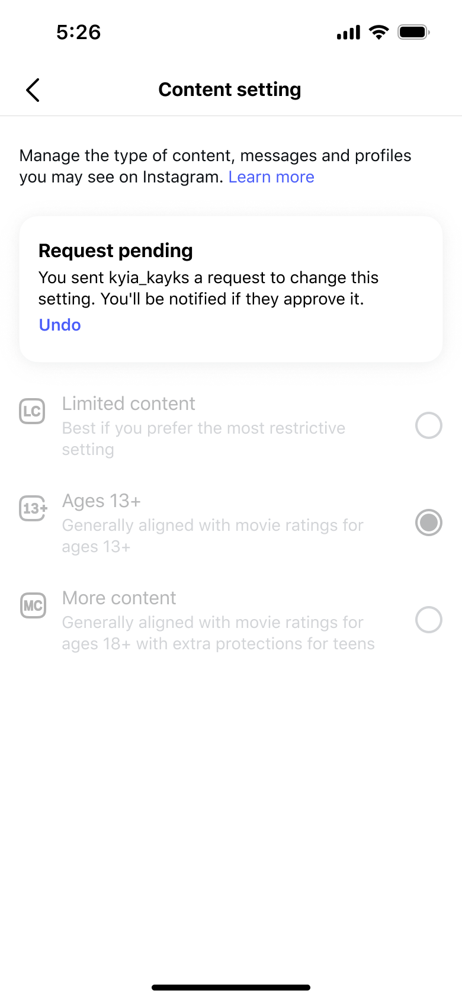 5:26
Content setting
Manage the type of content, messages and profiles
you may see on Instagram. Learn more
Request pending
You sent kyia_kayks a request to change this
setting. You'll be notified if they approve it.
Undo
LC
Limited content
Best if you prefer the most restrictive
setting
13+
Ages 13+
Generally aligned with movie ratings for
ages 13+
MC
More content
Generally aligned with movie ratings for
ages 18+ with extra protections for teens